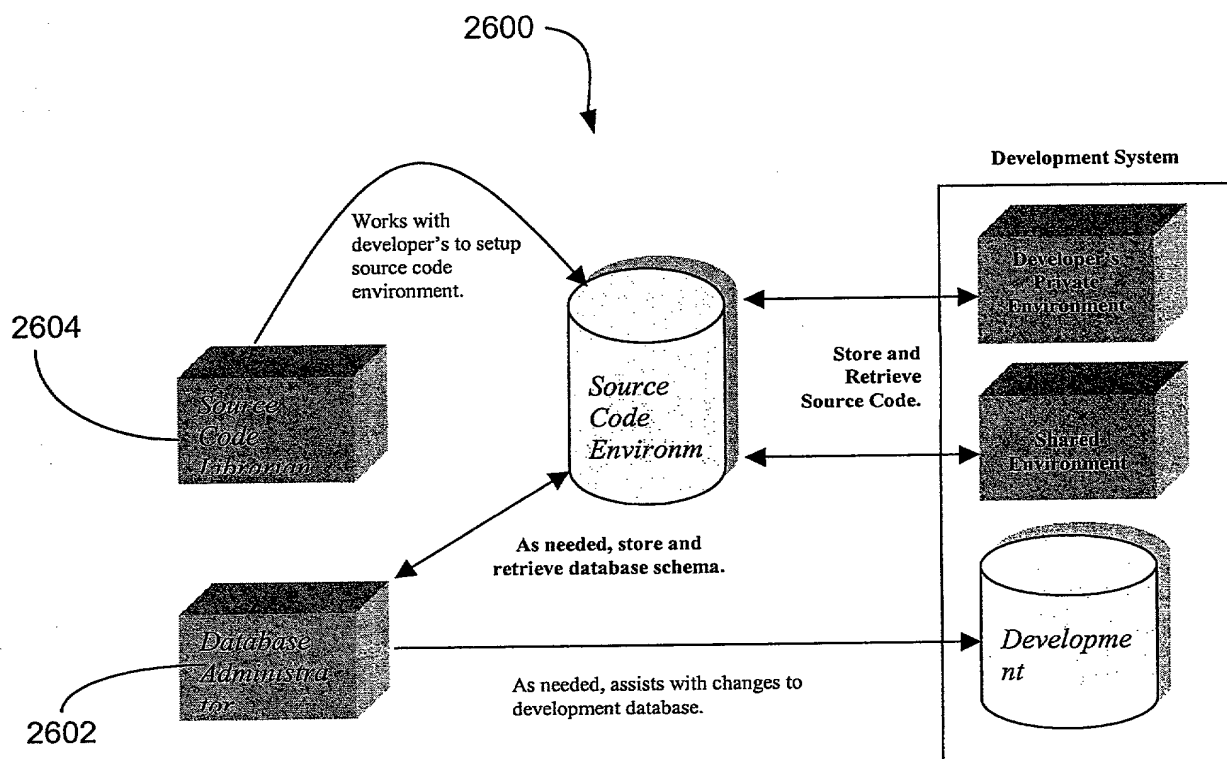 2600
Development System
Works with
developer's to setup
source code
environment.
Developer's
Private
Environment
2604
Store and
Retrieve
Source Code.
Source
Code
Environm
Source
Code
Librarian
Shared
Environment
As needed, store and
retrieve database schema.
Database
Administra
tor
Developme
nt
As needed, assists with changes to
development database.
2602